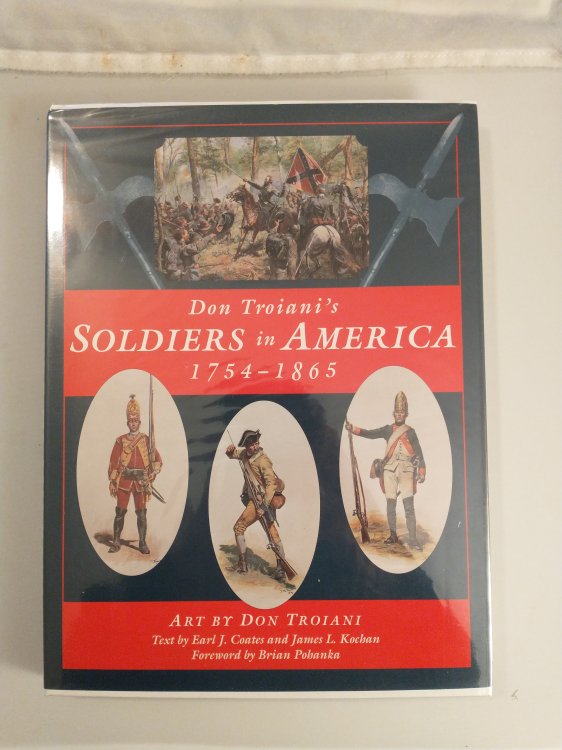 Don Troiani's
SOLDIERS in AMERICA
1754–1865
ART BY DON TROIANI
Text by Earl J. Coates and James L. Kochan
Foreword by Brian Pohanka